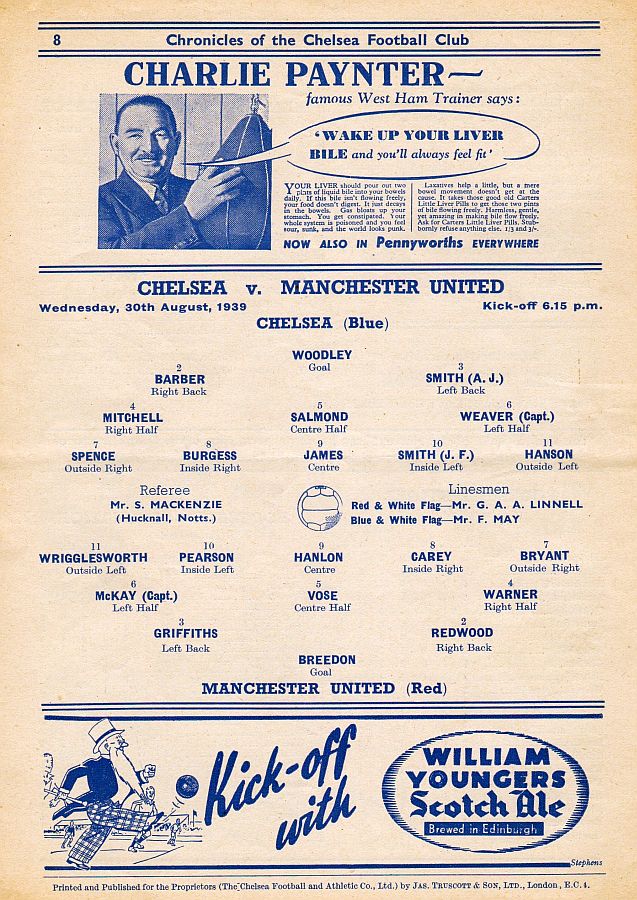 8 Chronicles of the Chelsea Football Club
CHARLIE PAYNTER—
famous West Ham Trainer says:
'WAKE UP YOUR LIVER
BILE and you'll always feel fit'
YOUR LIVER should pour out two
pints of liquid bile into your bowels
daily. If this bile isn't flowing freely,
your food doesn't digest. It just decays
in the bowels. Gas bloats up your
stomach. You get constipated. Your
whole system is poisoned and you feel
sour, sunk, and the world looks punk.
Laxatives help a little, but a mere
bowel movement doesn't get at the
cause. It takes those good old Carters
Little Liver Pills to get those two pints
of bile flowing freely. Harmless, gentle,
yet amazing in making bile flow freely.
Ask for Carters Little Liver Pills. Stub-
bornly refuse anything else. 1/3 and 3/-.
NOW ALSO IN Pennyworths EVERYWHERE
CHELSEA v. MANCHESTER UNITED
Wednesday, 30th August, 1939 Kick-off 6.15 p.m.
CHELSEA (Blue)
WOODLEY
Goal
2 3
BARBER SMITH (A. J.)
Right Back Left Back
4 5 6
MITCHELL SALMOND WEAVER (Capt.)
Right Half Centre Half Left Half
7 8 9 10 11
SPENCE BURGESS JAMES SMITH (J. F.) HANSON
Outside Right Inside Right Centre Inside Left Outside Left
Referee
Mr. S. MACKENZIE
(Hucknall, Notts.)
Linesmen
Red & White Flag—Mr. G. A. A. LINNELL
Blue & White Flag—Mr. F. MAY
11 10 9 8 7
WRIGGLESWORTH PEARSON HANLON CAREY BRYANT
Outside Left Inside Left Centre Inside Right Outside Right
6 5 4
McKAY (Capt.) VOSE WARNER
Left Half Centre Half Right Half
3 2
GRIFFITHS REDWOOD
Left Back Right Back
BREEDON
Goal
MANCHESTER UNITED (Red)
Kick-off
with
WILLIAM
YOUNGERS
Scotch Ale
Brewed in Edinburgh
Stephens
Printed and Published for the Proprietors (The Chelsea Football and Athletic Co., Ltd.) by JAS. TRUSCOTT & SON, LTD., London, E.C.4.